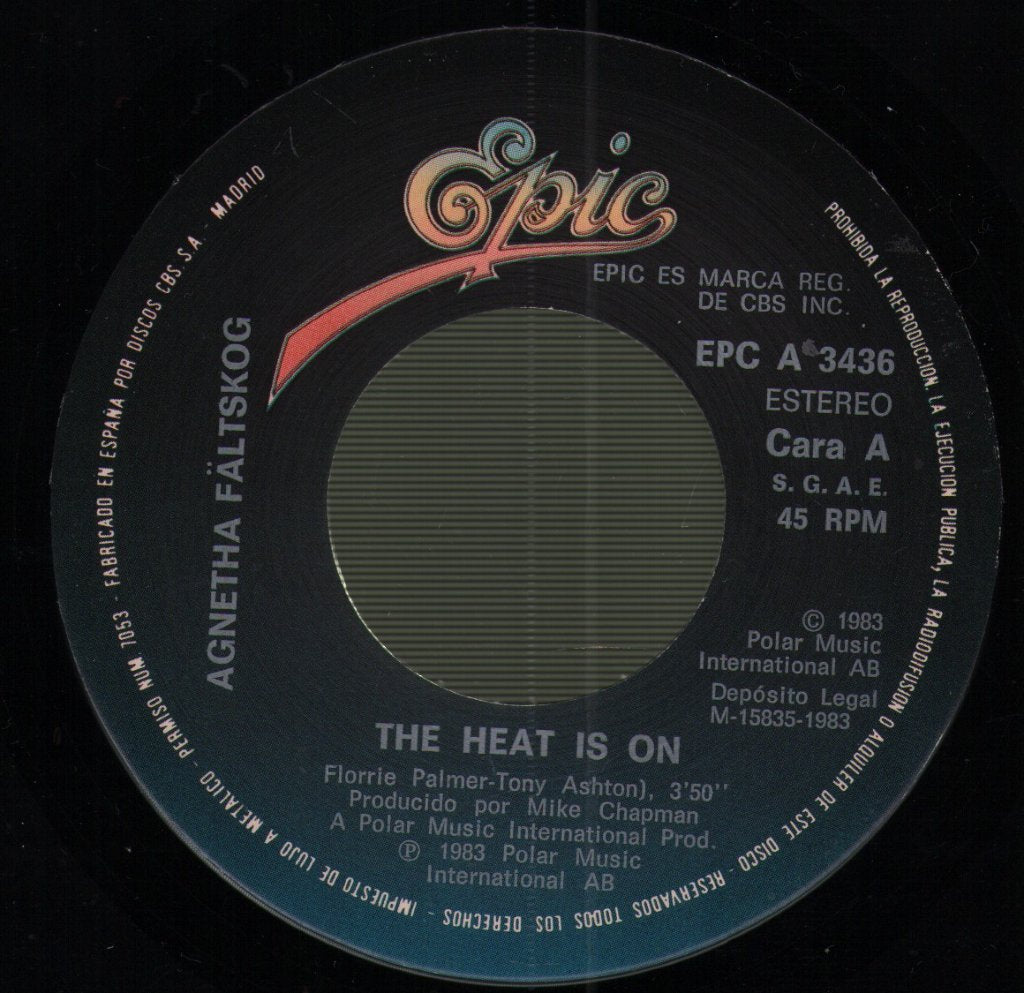 Epic
EPIC ES MARCA REG.
DE CBS INC.
EPC A 3436
ESTEREO
Cara A
S. G. A. E.
45 RPM
© 1983
Polar Music
International AB
Depósito Legal
M-15835-1983
AGNETHA FÄLTSKOG
THE HEAT IS ON
Florrie Palmer-Tony Ashton), 3'50''
Producido por Mike Chapman
A Polar Music International Prod.
℗ 1983 Polar Music
International AB
PROHIBIDA LA REPRODUCCION, LA EJECUCION PUBLICA, LA RADIODIFUSION O ALQUILER DE ESTE DISCO - RESERVADOS TODOS LOS DERECHOS - IMPUESTO DE LUJO A METALICO - PERMISO NUM. 7053 - FABRICADO EN ESPAÑA POR DISCOS CBS. S.A - MADRID